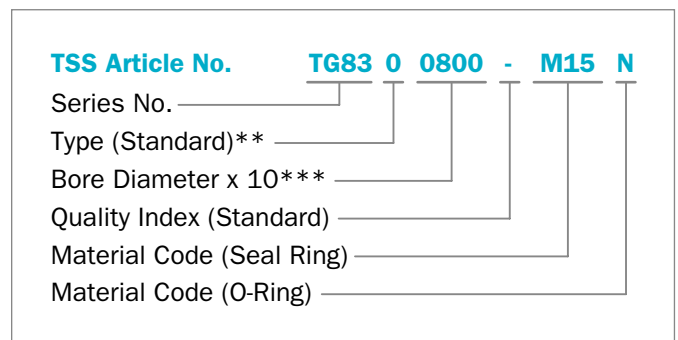 TSS Article No. TG83 0 0800 - M15 N
Series No.
Type (Standard)**
Bore Diameter x 10***
Quality Index (Standard)
Material Code (Seal Ring)
Material Code (O-Ring)